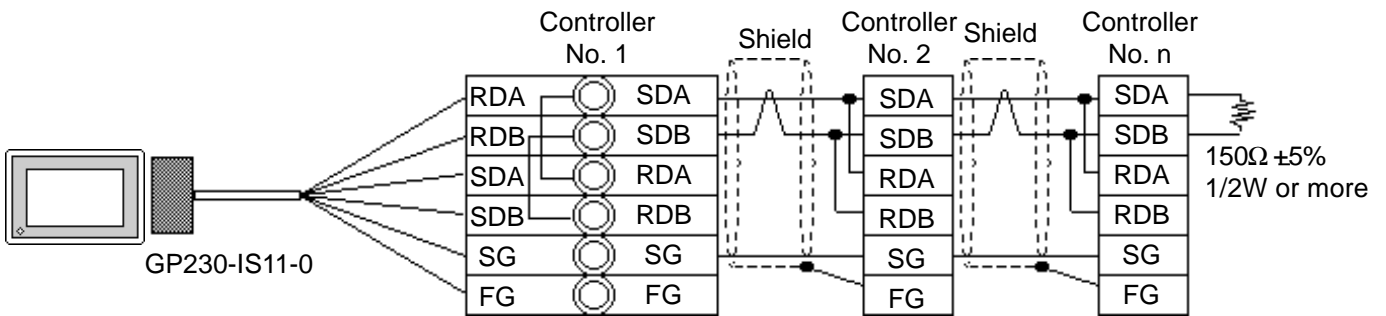 Controller
No. 1
Shield
Controller
No. 2
Shield
Controller
No. n
RDA SDA SDA SDA
RDB SDB SDB SDB
SDA RDA RDA RDA
SDB RDB RDB RDB
SG SG SG SG
FG FG FG FG
150Ω ±5%
1/2W or more
GP230-IS11-0